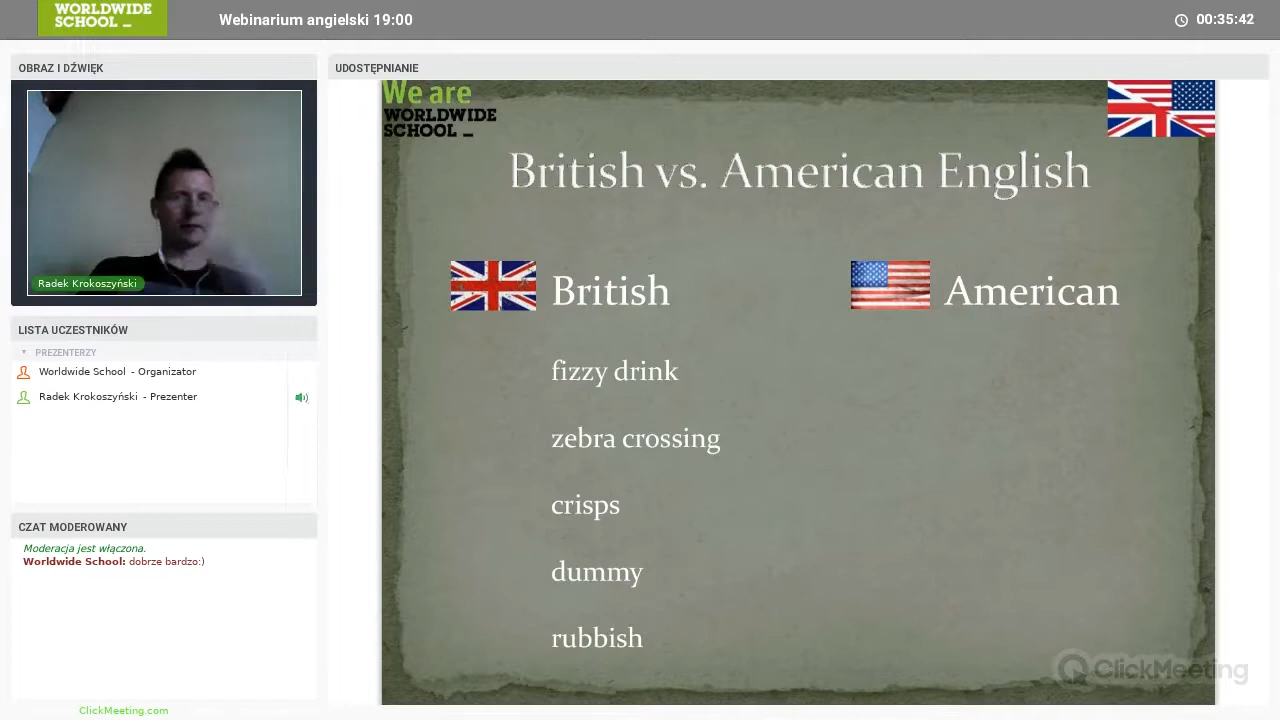 WORLDWIDE
SCHOOL
Webinarium angielski 19:00
00:35:42
OBRAZ I DŹWIĘK
Radek Krokoszyński
LISTA UCZESTNIKÓW
PREZENTERZY
Worldwide School - Organizator
Radek Krokoszyński - Prezenter
CZAT MODEROWANY
Moderacja jest włączona.
Worldwide School: dobrze bardzo:)
ClickMeeting.com
UDOSTĘPNIANIE
We are
WORLDWIDE
SCHOOL
British vs. American English
British
American
fizzy drink
zebra crossing
crisps
dummy
rubbish
ClickMeeting